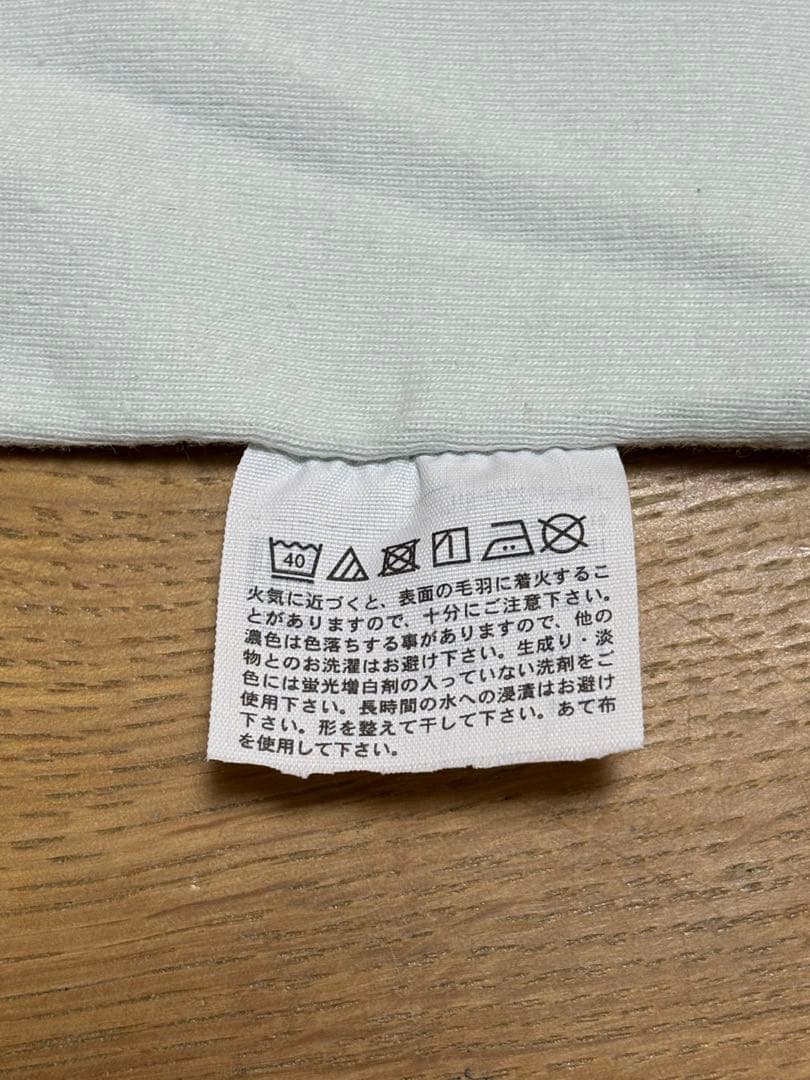 40
火気に近づくと、表面の毛羽に着火するこ
とがありますので、十分にご注意下さい。
濃色は色落ちする事がありますので、他の
物とのお洗濯はお避け下さい。生成り・淡
色には蛍光増白剤の入っていない洗剤をご
使用下さい。長時間の水への浸漬はお避け
下さい。形を整えて干して下さい。あて布
を使用して下さい。